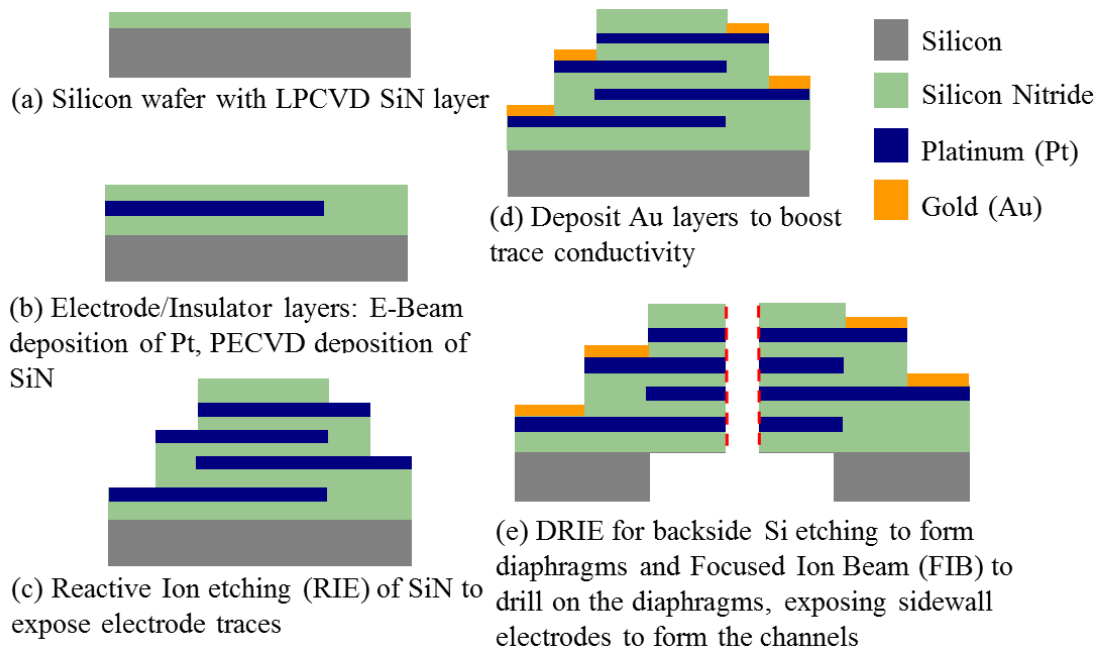 (a) Silicon wafer with LPCVD SiN layer
(b) Electrode/Insulator layers: E-Beam
deposition of Pt, PECVD deposition of
SiN
(c) Reactive Ion etching (RIE) of SiN to
expose electrode traces
(d) Deposit Au layers to boost
trace conductivity
(e) DRIE for backside Si etching to form
diaphragms and Focused Ion Beam (FIB) to
drill on the diaphragms, exposing sidewall
electrodes to form the channels
Silicon
Silicon Nitride
Platinum (Pt)
Gold (Au)